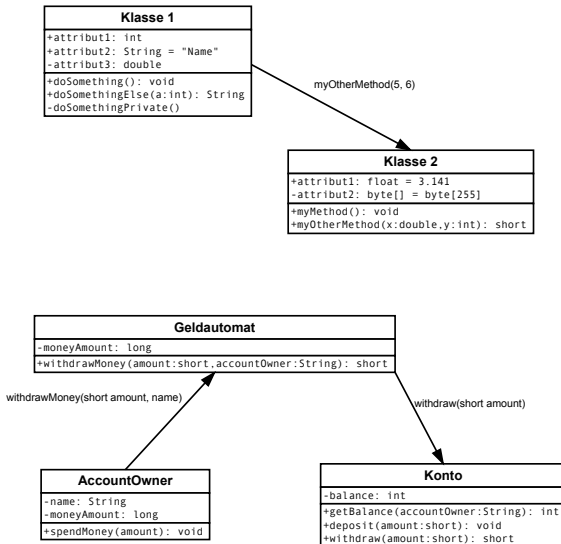 Klasse 1
+attribut1: int
+attribut2: String = "Name"
-attribut3: double
+doSomething(): void
+doSomethingElse(a:int): String
-doSomethingPrivate()
myOtherMethod(5, 6)
Klasse 2
+attribut1: float = 3.141
-attribut2: byte[] = byte[255]
+myMethod(): void
+myOtherMethod(x:double,y:int): short
Geldautomat
-moneyAmount: long
+withdrawMoney(amount:short,accountOwner:String): short
withdrawMoney(short amount, name)
withdraw(short amount)
AccountOwner
-name: String
-moneyAmount: long
+spendMoney(amount): void
Konto
-balance: int
+getBalance(accountOwner:String): int
+deposit(amount:short): void
+withdraw(amount:short): short